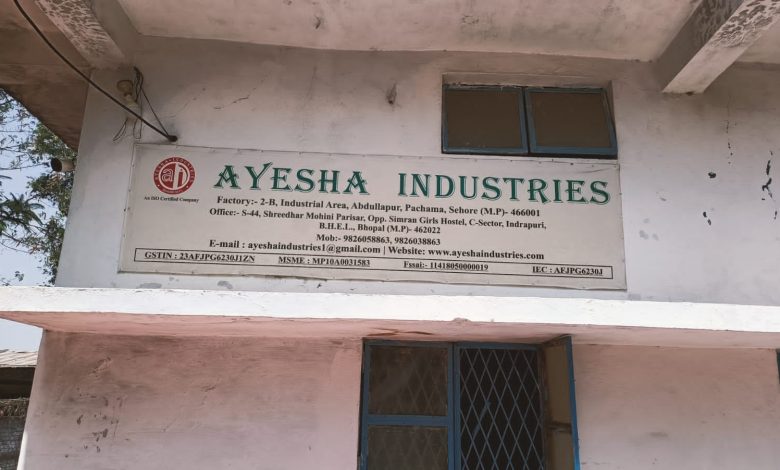 AYESHA INDUSTRIES
An ISO Certified Company
Factory:- 2-B, Industrial Area, Abdullapur, Pachama, Sehore (M.P)- 466001
Office:- S-44, Shreedhar Mohini Parisar, Opp. Simran Girls Hostel, C-Sector, Indrapuri,
B.H.E.L., Bhopal (M.P)- 462022
Mob:- 9826058863, 9826038863
E-mail : ayeshaindustries1@gmail.com | Website: www.ayeshaindustries.com
GSTIN : 23AFJPG6230J1ZN MSME : MP10A0031583 Fssai:- 11418050000019 IEC : AFJPG6230J